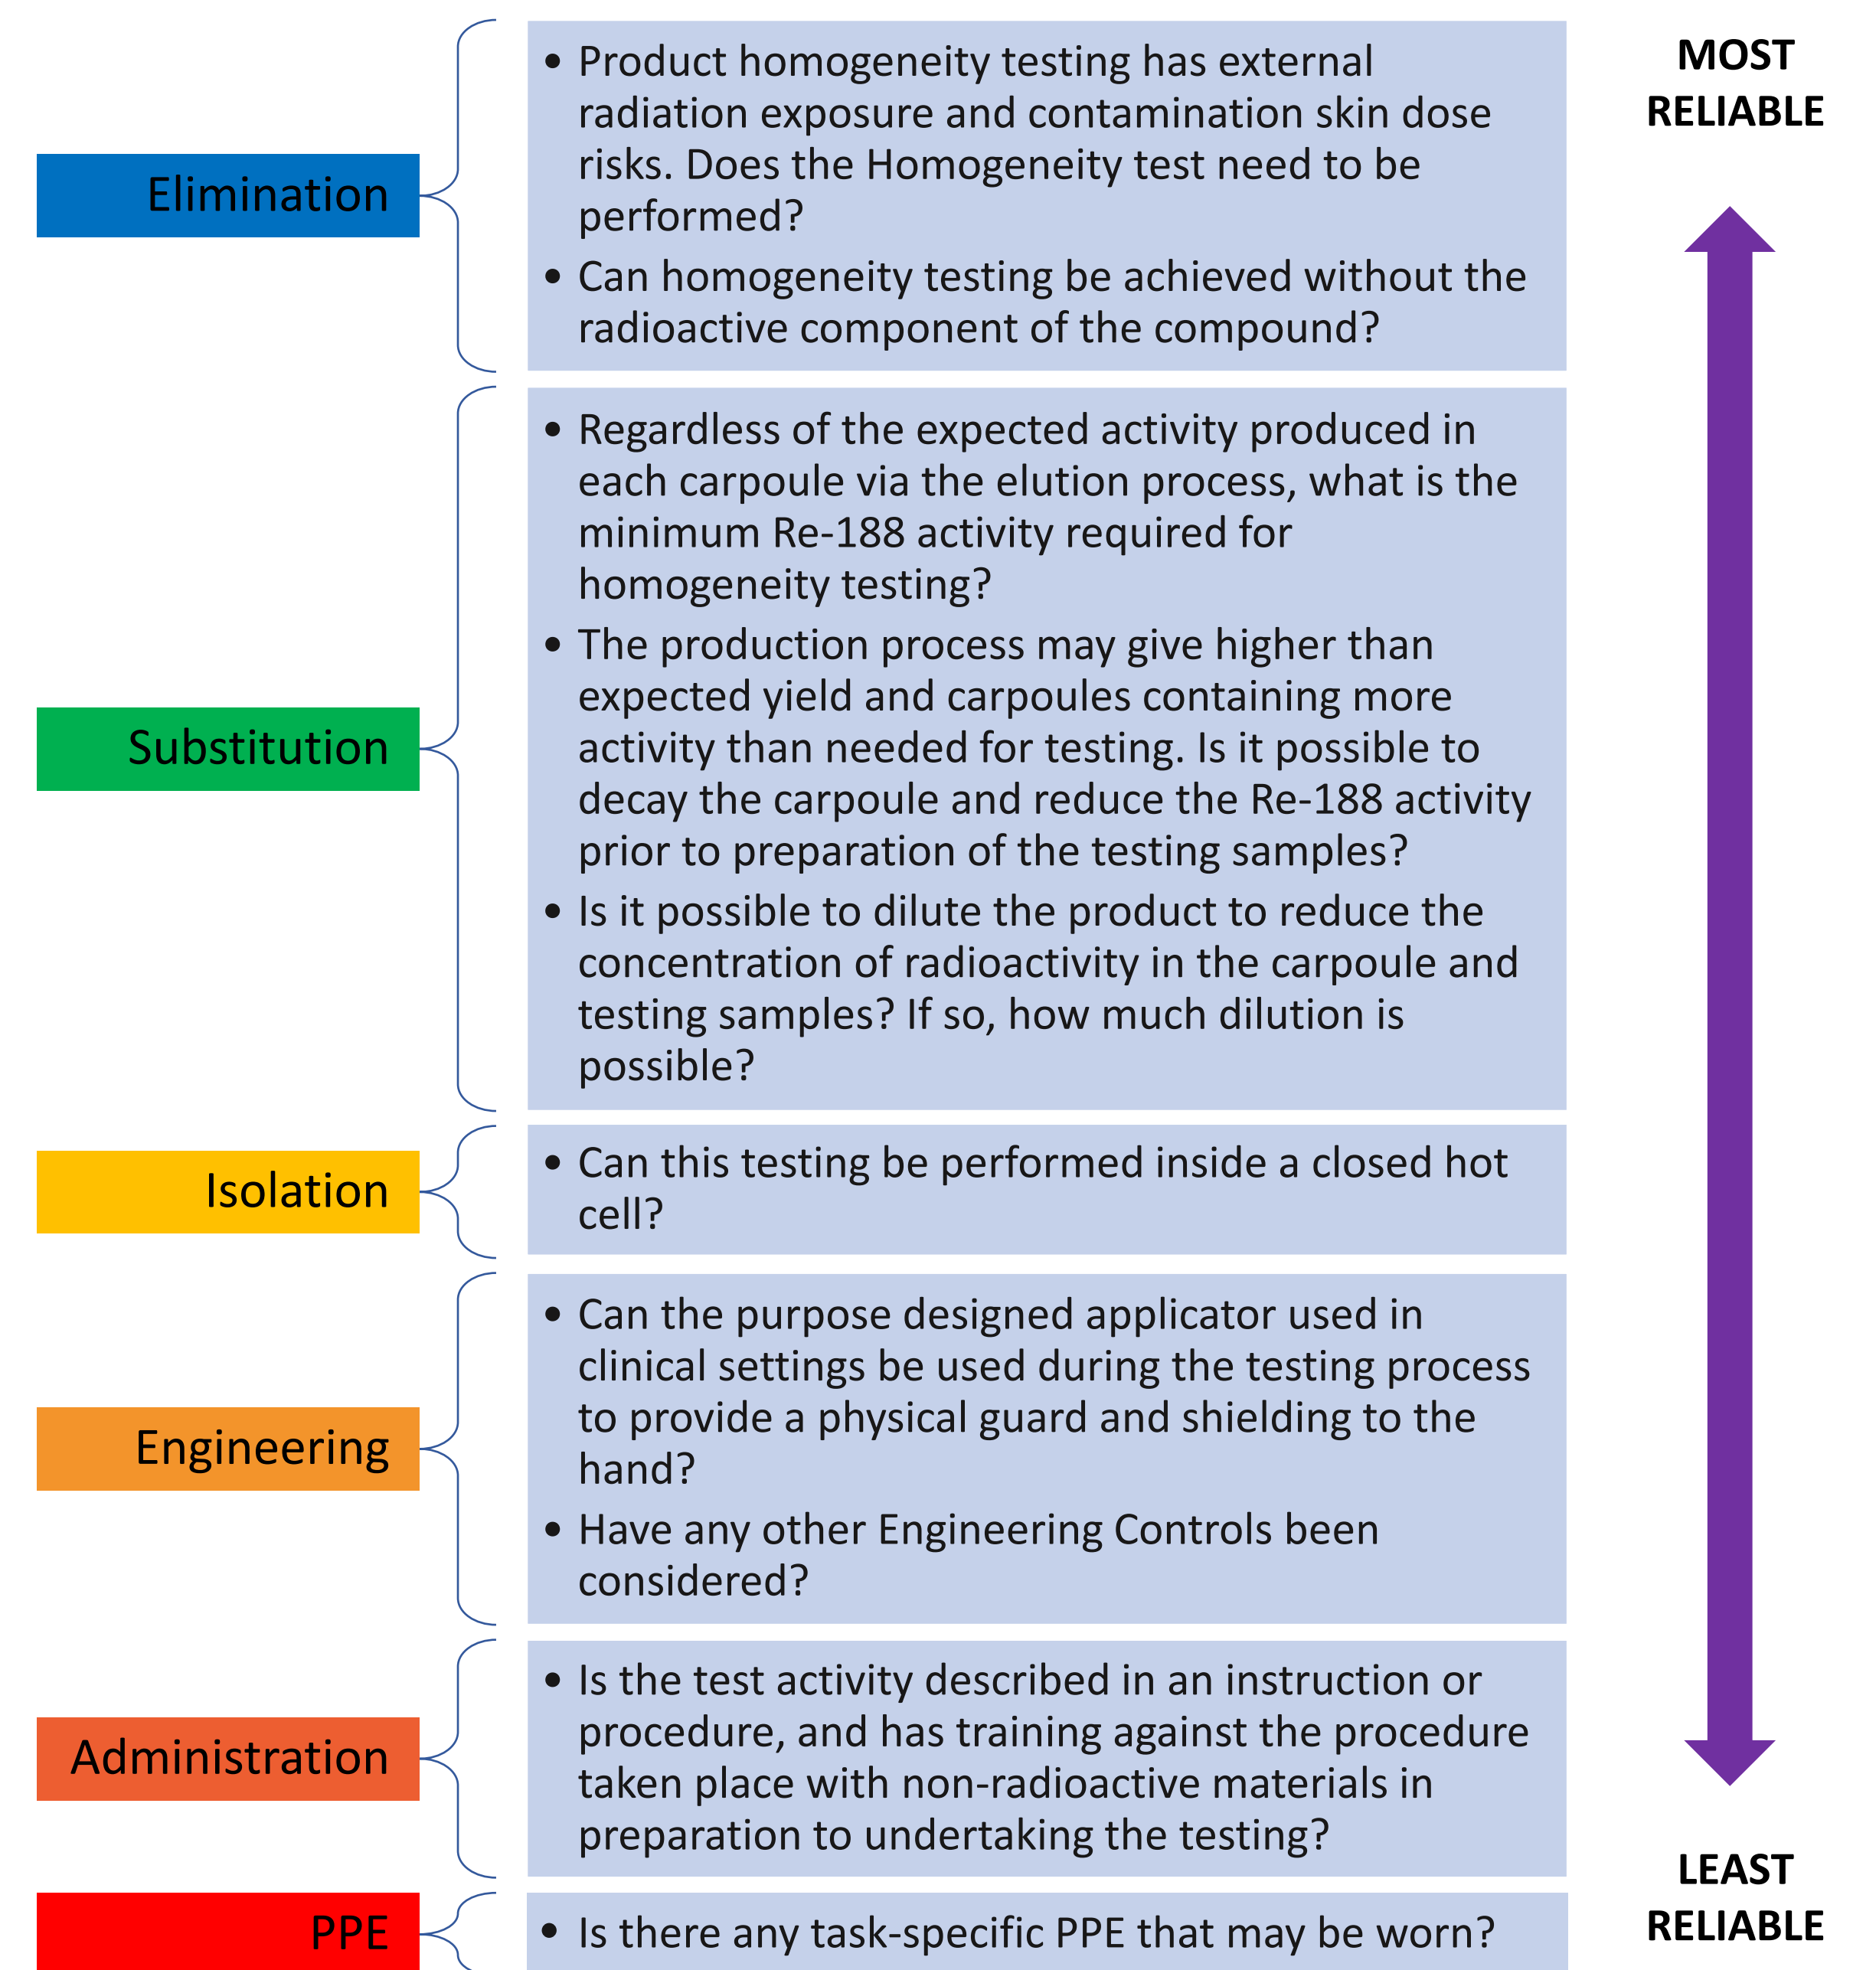 Elimination
• Product homogeneity testing has external
radiation exposure and contamination skin dose
risks. Does the Homogeneity test need to be
performed?
• Can homogeneity testing be achieved without the
radioactive component of the compound?
MOST
RELIABLE
Substitution
• Regardless of the expected activity produced in
each carpoule via the elution process, what is the
minimum Re-188 activity required for
homogeneity testing?
• The production process may give higher than
expected yield and carpoules containing more
activity than needed for testing. Is it possible to
decay the carpoule and reduce the Re-188 activity
prior to preparation of the testing samples?
• Is it possible to dilute the product to reduce the
concentration of radioactivity in the carpoule and
testing samples? If so, how much dilution is
possible?
Isolation
• Can this testing be performed inside a closed hot
cell?
Engineering
• Can the purpose designed applicator used in
clinical settings be used during the testing process
to provide a physical guard and shielding to the
hand?
• Have any other Engineering Controls been
considered?
Administration
• Is the test activity described in an instruction or
procedure, and has training against the procedure
taken place with non-radioactive materials in
preparation to undertaking the testing?
PPE
• Is there any task-specific PPE that may be worn?
LEAST
RELIABLE